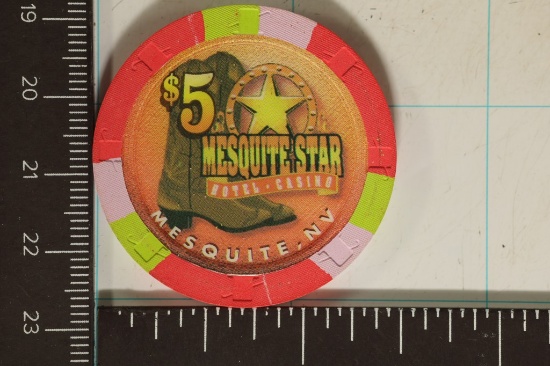 19
20
21
22
23
$5
MESQUITE STAR
HOTEL · CASINO
MESQUITE, NV